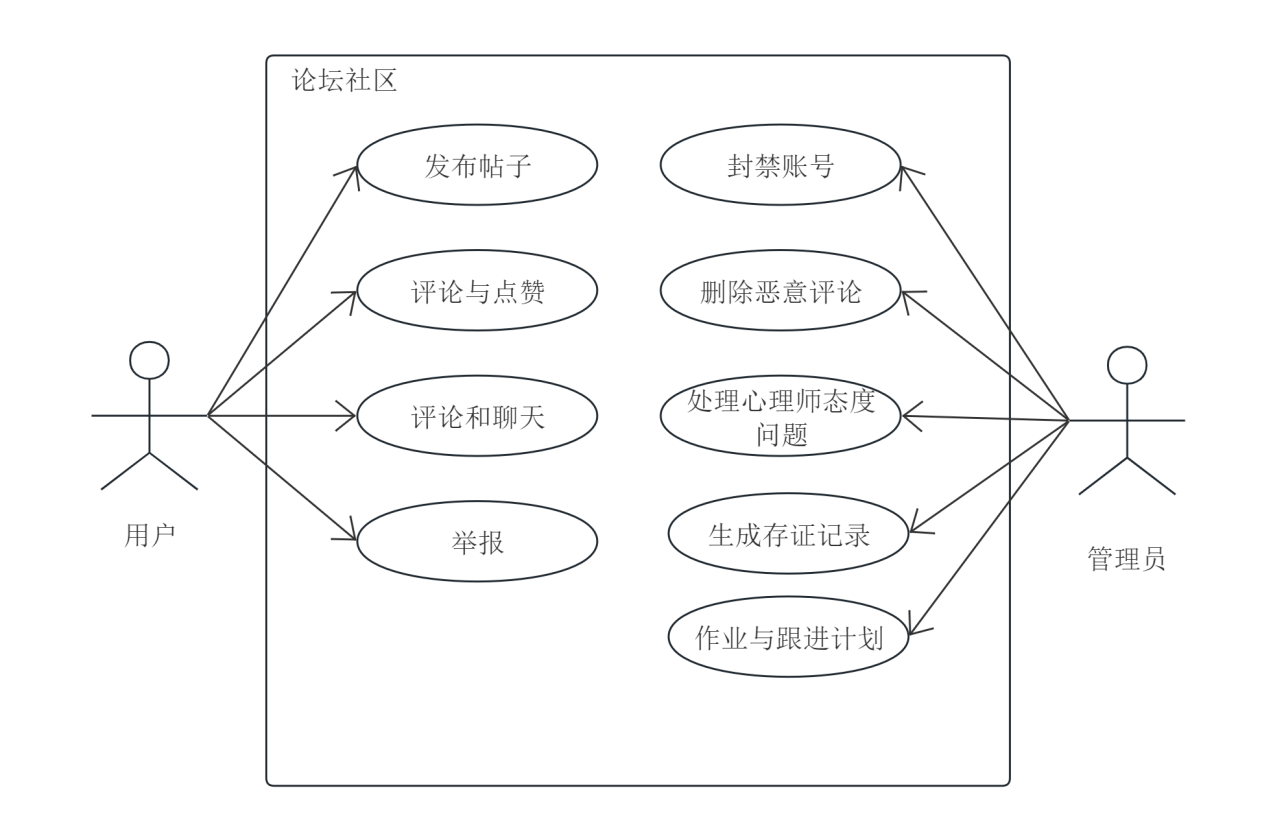 论坛社区
发布帖子
评论与点赞
评论和聊天
举报
封禁账号
删除恶意评论
处理心理师态度
问题
生成存证记录
作业与跟进计划
用户
管理员